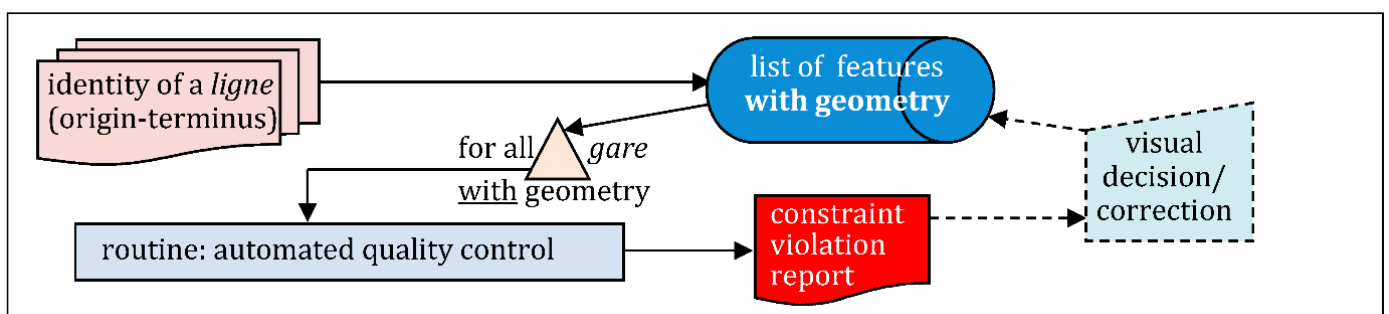 identity of a ligne
(origin-terminus)
list of features
with geometry
for all gare
with geometry
routine: automated quality control
constraint
violation
report
visual
decision/
correction